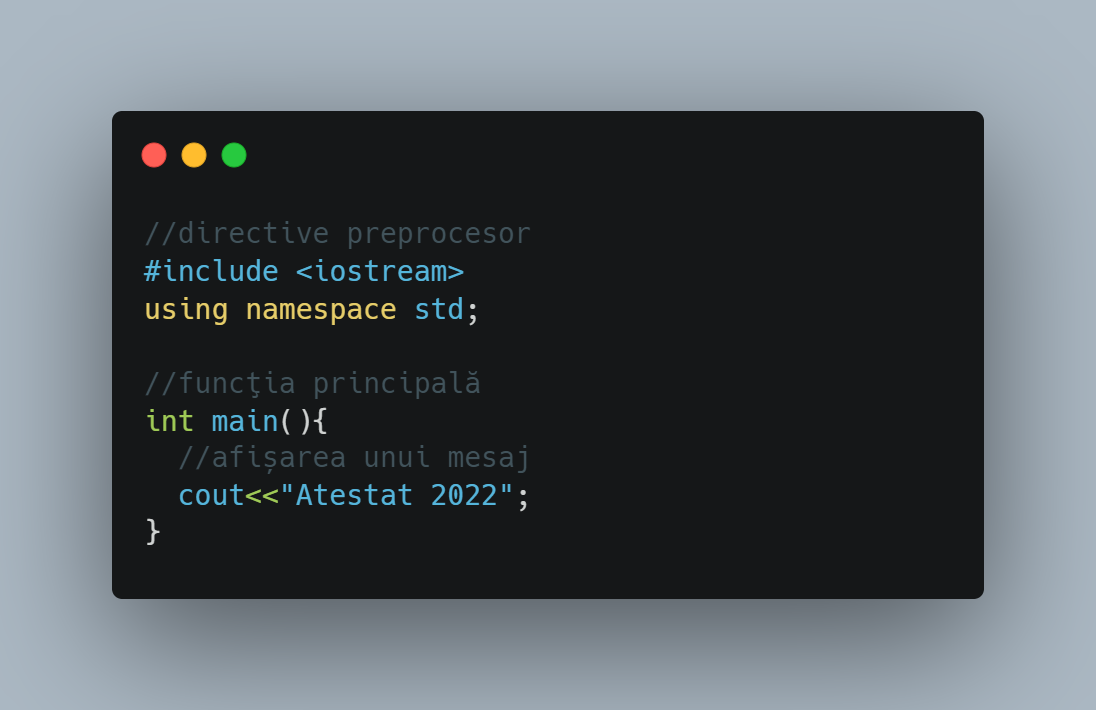 //directive preprocesor
#include <iostream>
using namespace std;
//funcţia principală
int main(){
//afișarea unui mesaj
cout<<"Atestat 2022";
}